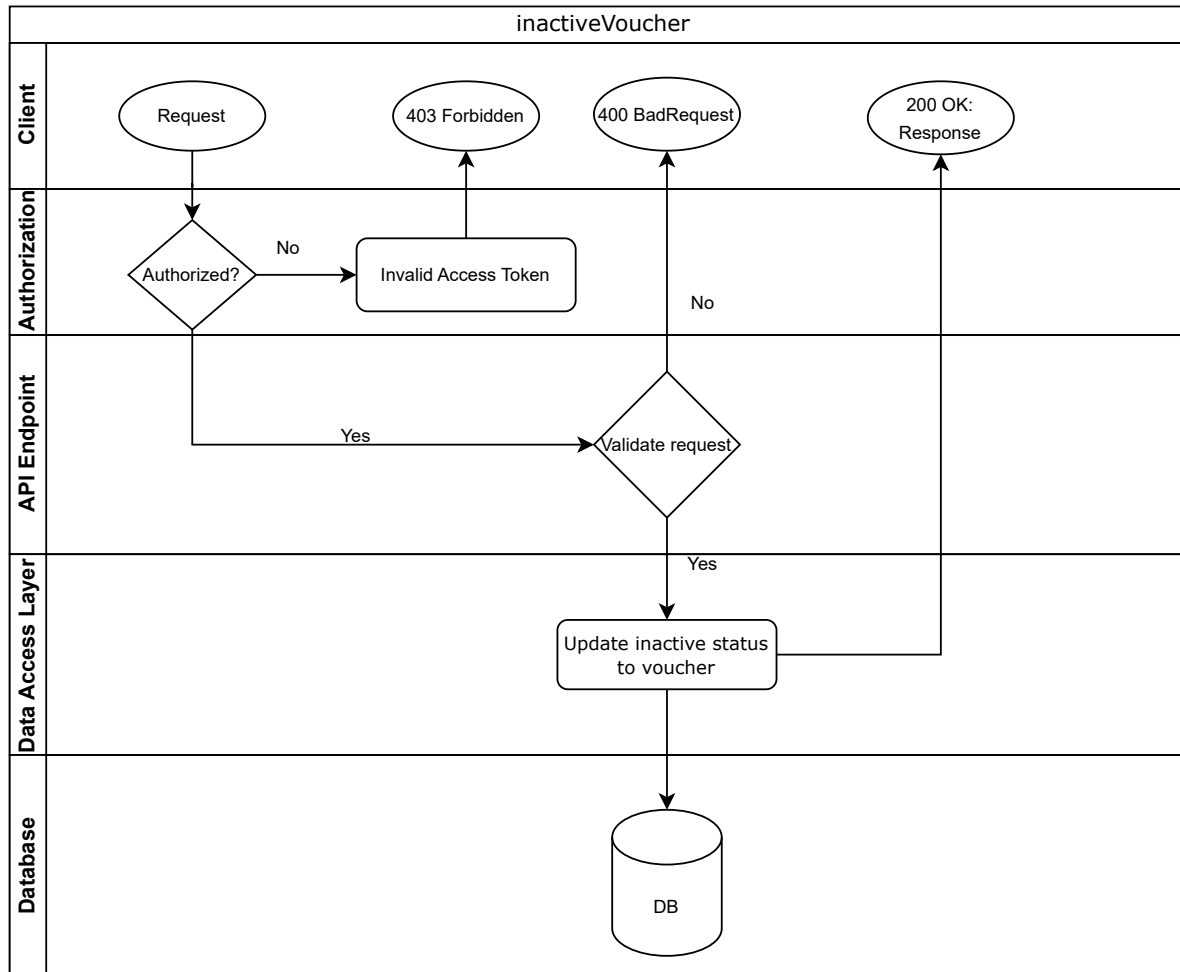 inactiveVoucher
Client
Request
403 Forbidden
400 BadRequest
200 OK:
Response
Authorization
Authorized?
No
Invalid Access Token
No
API Endpoint
Yes
Validate request
Data Access Layer
Yes
Update inactive status
to voucher
Database
DB